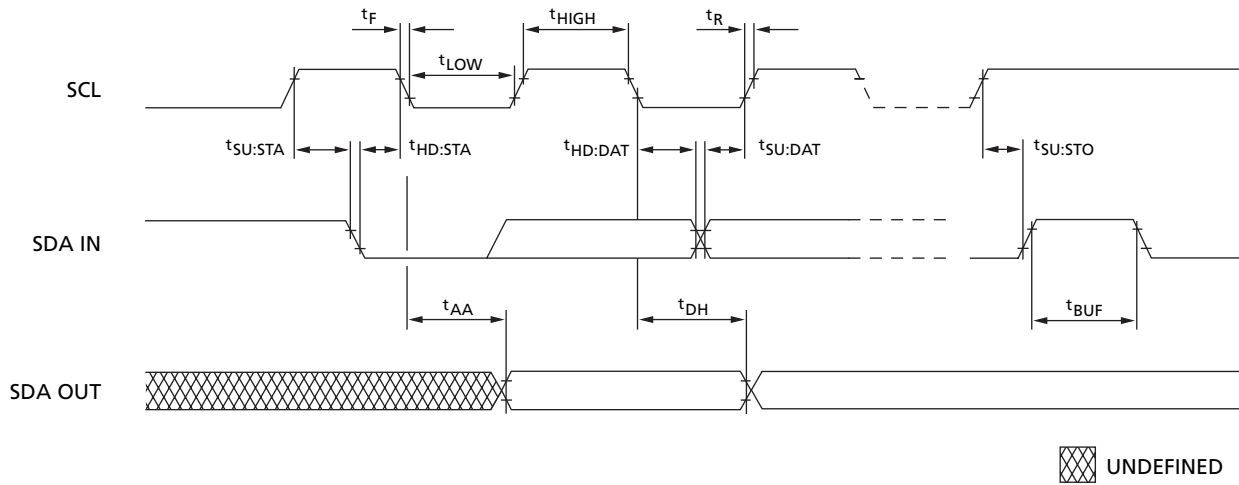 tF
tHIGH
tR
tLOW
SCL
tSU:STA
tHD:STA
tHD:DAT
tSU:DAT
tSU:STO
SDA IN
tAA
tDH
tBUF
SDA OUT
UNDEFINED